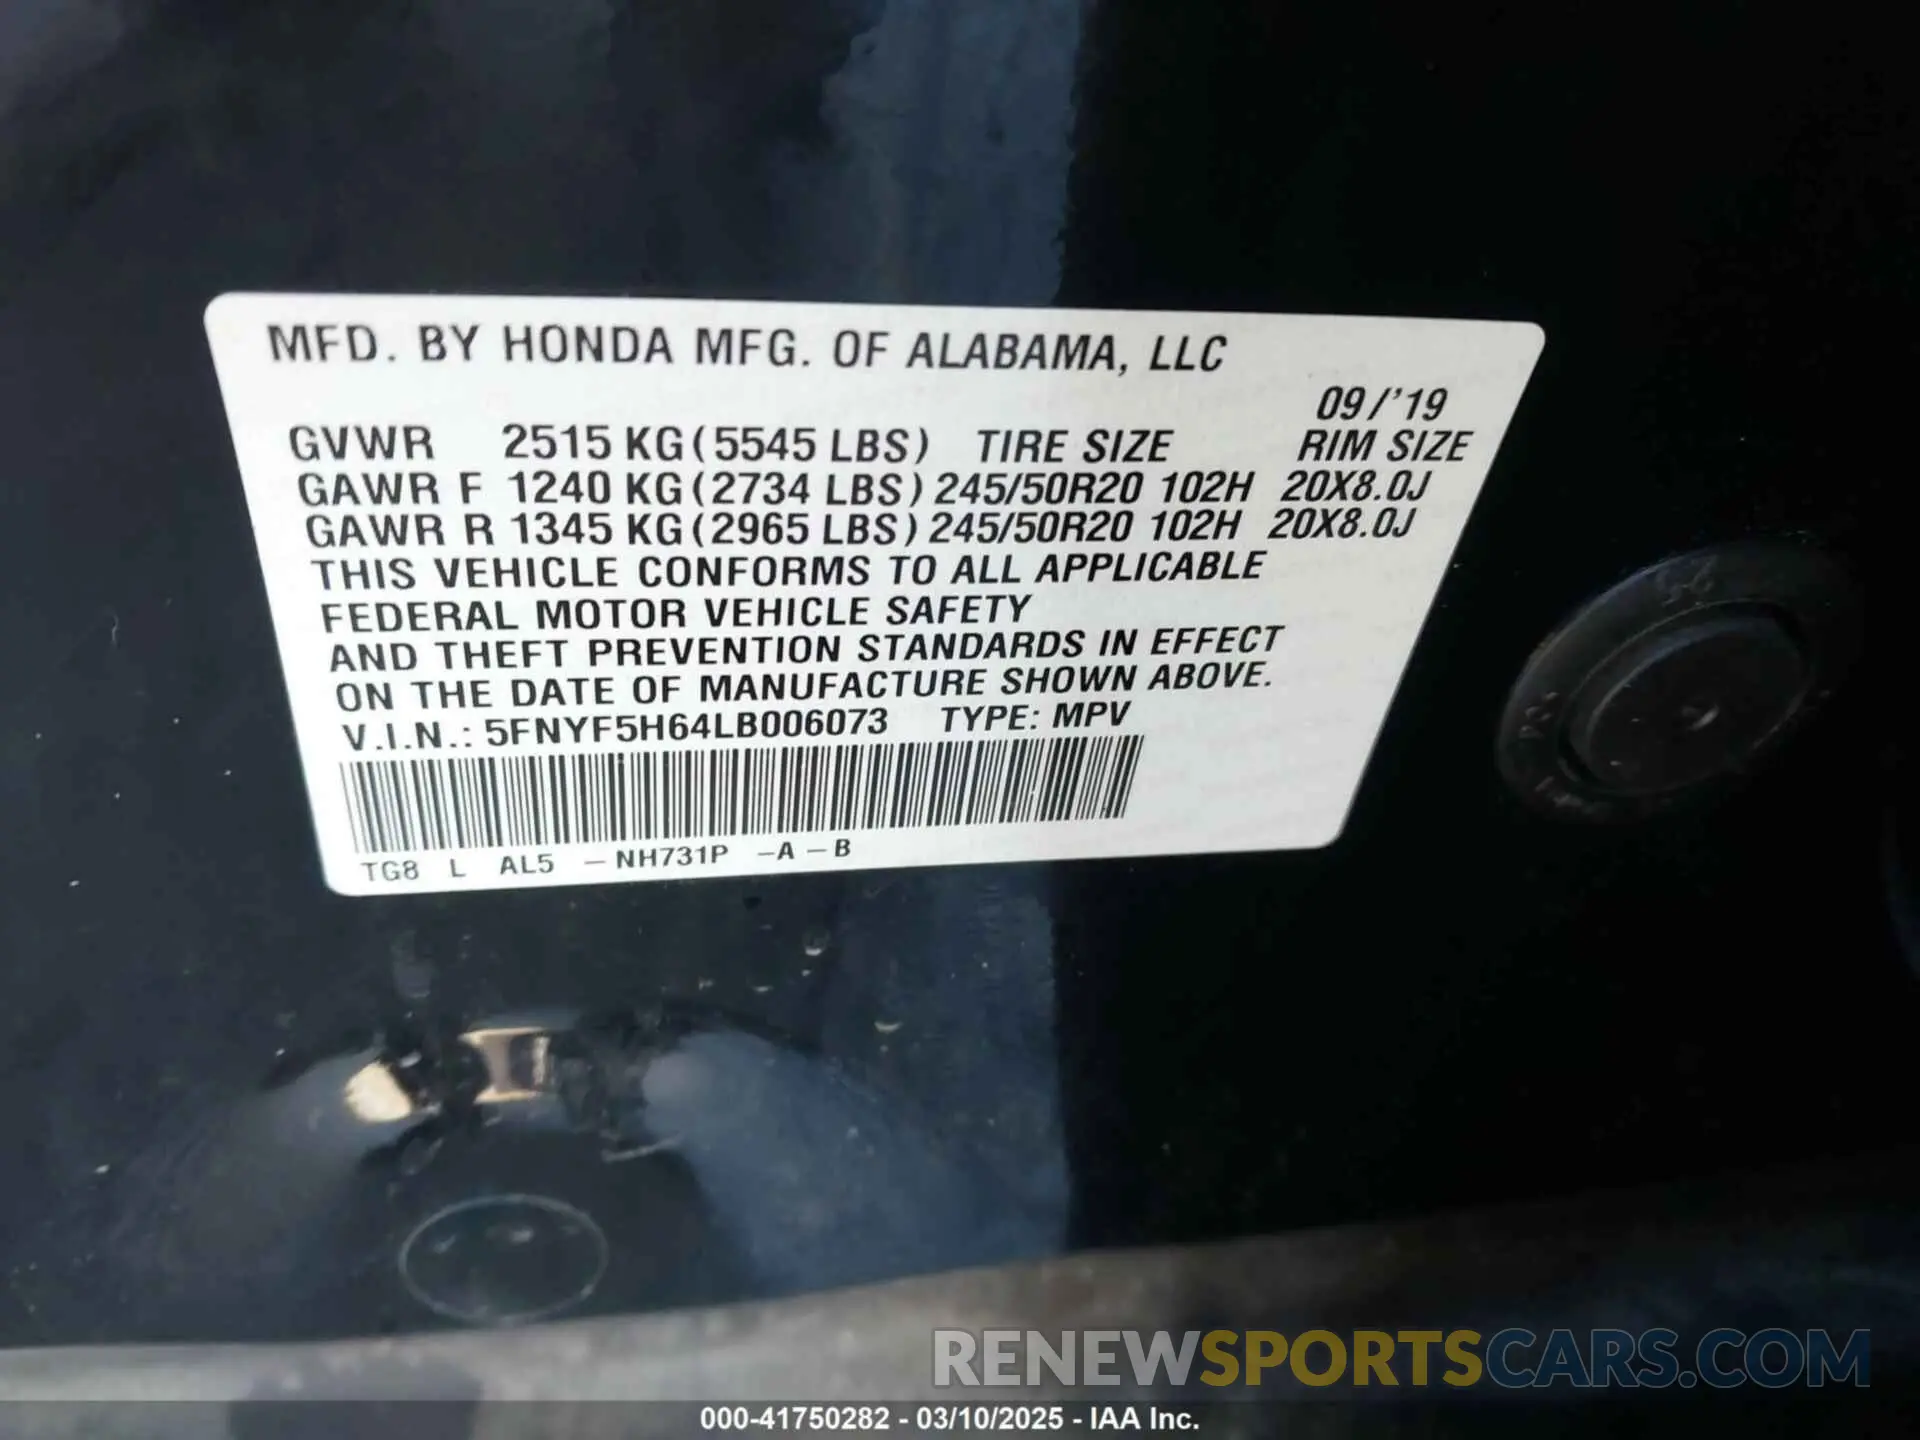 MFD. BY HONDA MFG. OF ALABAMA, LLC
09/'19
GVWR 2515 KG (5545 LBS) TIRE SIZE RIM SIZE
GAWR F 1240 KG (2734 LBS) 245/50R20 102H 20X8.0J
GAWR R 1345 KG (2965 LBS) 245/50R20 102H 20X8.0J
THIS VEHICLE CONFORMS TO ALL APPLICABLE
FEDERAL MOTOR VEHICLE SAFETY
AND THEFT PREVENTION STANDARDS IN EFFECT
ON THE DATE OF MANUFACTURE SHOWN ABOVE.
V.I.N.: 5FNYF5H64LB006073 TYPE: MPV
TG8 L AL5 – NH731P – A – B
RENEWSPORTSCARS.COM
000-41750282 - 03/10/2025 - IAA Inc.